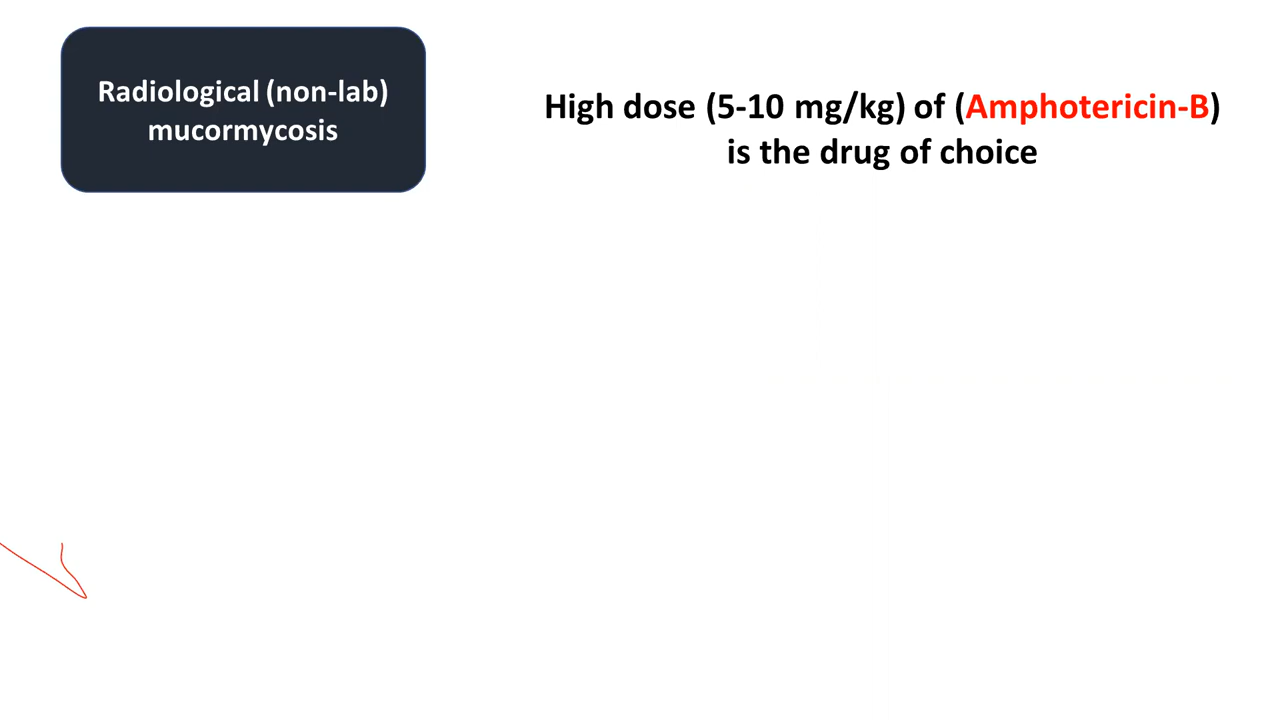 Radiological (non-lab)
mucormycosis
High dose (5-10 mg/kg) of (Amphotericin-B)
is the drug of choice